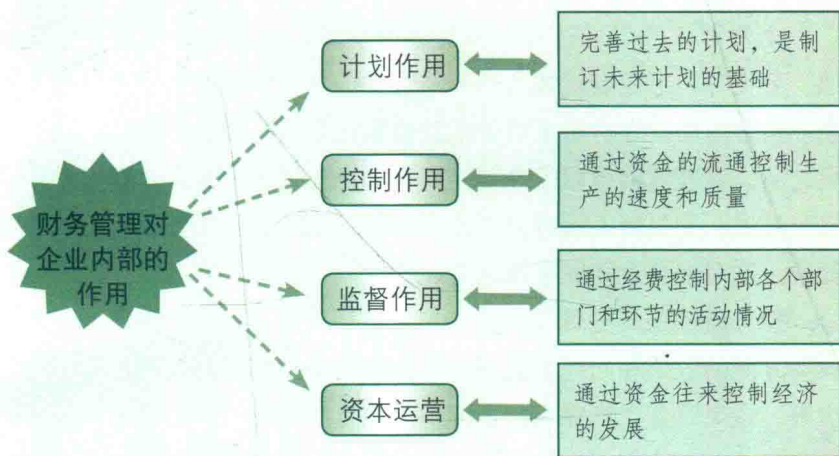 财务管理对
企业内部的
作用
计划作用
完善过去的计划，是制
订未来计划的基础
控制作用
通过资金的流通控制生
产的速度和质量
监督作用
通过经费控制内部各个部
门和环节的活动情况
资本运营
通过资金往来控制经济
的发展